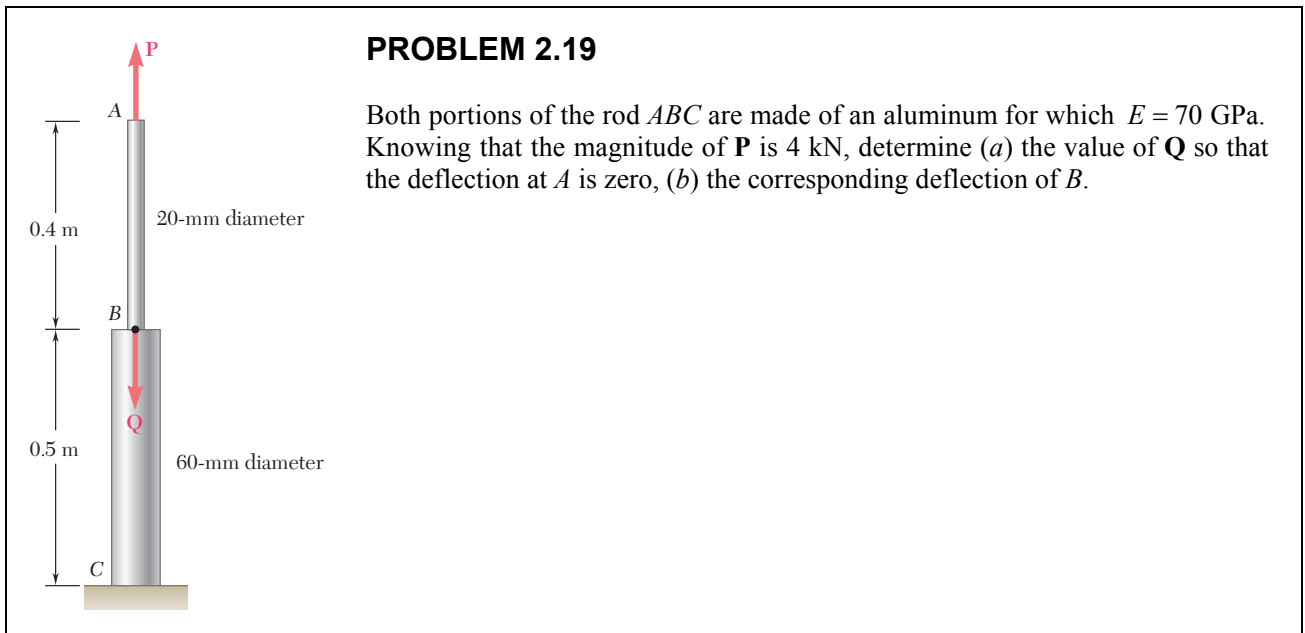 PROBLEM 2.19
Both portions of the rod ABC are made of an aluminum for which E = 70 GPa.
Knowing that the magnitude of P is 4 kN, determine (a) the value of Q so that
the deflection at A is zero, (b) the corresponding deflection of B.
P
A
0.4 m
20-mm diameter
B
Q
0.5 m
60-mm diameter
C